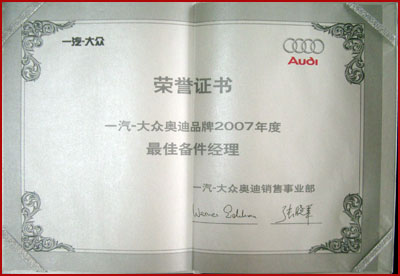 一汽-大众
Audi
荣誉证书
一汽-大众奥迪品牌2007年度
最佳备件经理
一汽-大众奥迪销售事业部